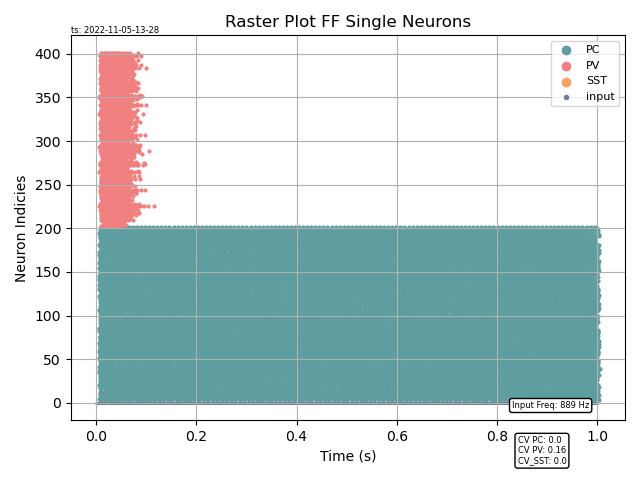 Raster Plot FF Single Neurons
ts: 2022-11-05-13-28
PC
PV
SST
input
400
350
300
250
200
150
100
50
0
Neuron Indicies
Input Freq: 889 Hz
0.0 0.2 0.4 0.6 0.8 1.0
Time (s)
CV PC: 0.0
CV PV: 0.16
CV_SST: 0.0